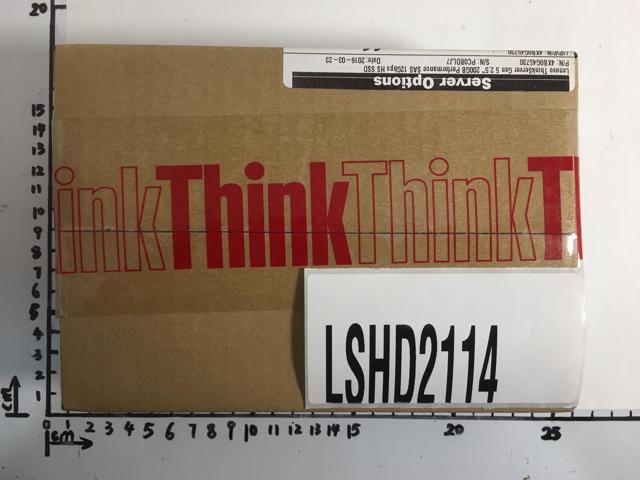 20
Server Options
Lenovo ThinkServer Gen 5 2.5" 200GB Performance SAS 12Gbps HS SSD
P/N: 4XB0G45730
S/N: PC0BDLJ7
Date:2016-03-23
15
14
13
12
11
10
9
8
7
6
5
4
3
2
1
inkThinkThinkT
LSHD2114
cm
0 1 2 3 4 5 6 7 8 9 10 11 12 13 14 15 20 25
cm